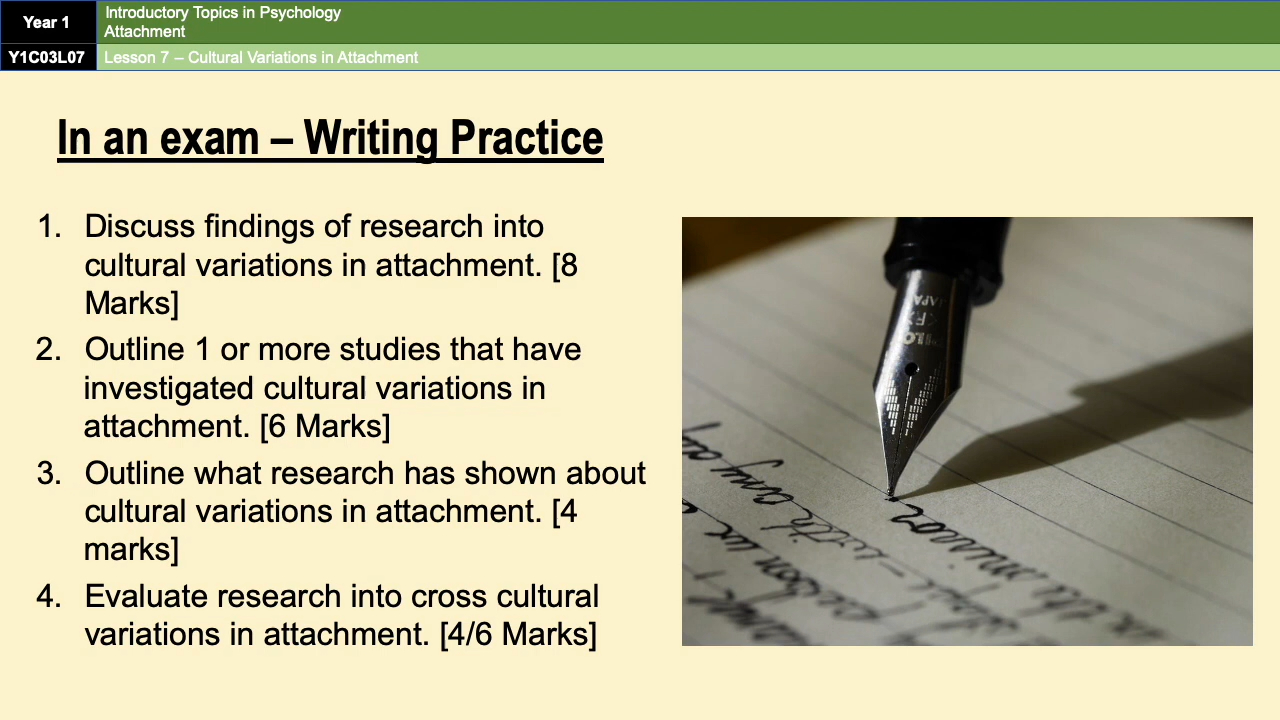 Year 1
Introductory Topics in Psychology
Attachment
Y1C03L07
Lesson 7 – Cultural Variations in Attachment
In an exam – Writing Practice
1. Discuss findings of research into
cultural variations in attachment. [8
Marks]
2. Outline 1 or more studies that have
investigated cultural variations in
attachment. [6 Marks]
3. Outline what research has shown about
cultural variations in attachment. [4
marks]
4. Evaluate research into cross cultural
variations in attachment. [4/6 Marks]